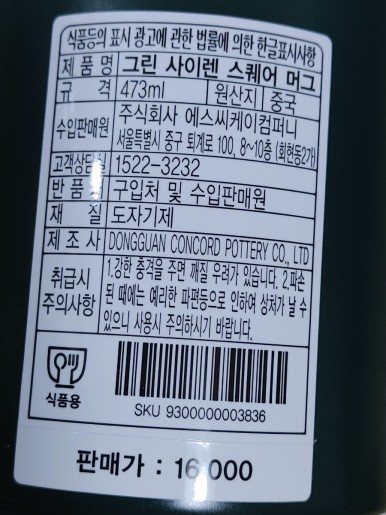 식품등의 표시 광고에 관한 법률에 의한 한글표시사항
제 품 명 그린 사이렌 스퀘어 머그
규 격 473ml 원산지 중국
수입판매원 주식회사 에스씨케이컴퍼니
서울특별시 중구 퇴계로 100, 8~10층 (회현동2가)
고객상담실 1522-3232
반 품 구입처 및 수입판매원
재 질 도자기제
제 조 사 DONGGUAN CONCORD POTTERY CO., LTD
취급시 주의사항 1.강한 충격을 주면 깨질 우려가 있습니다. 2.파손
된 때에는 예리한 파편등으로 인하여 상처가 날 수
있으니 사용시 주의하시기 바랍니다.
식품용
SKU 9300000003836
판매가 : 16,000